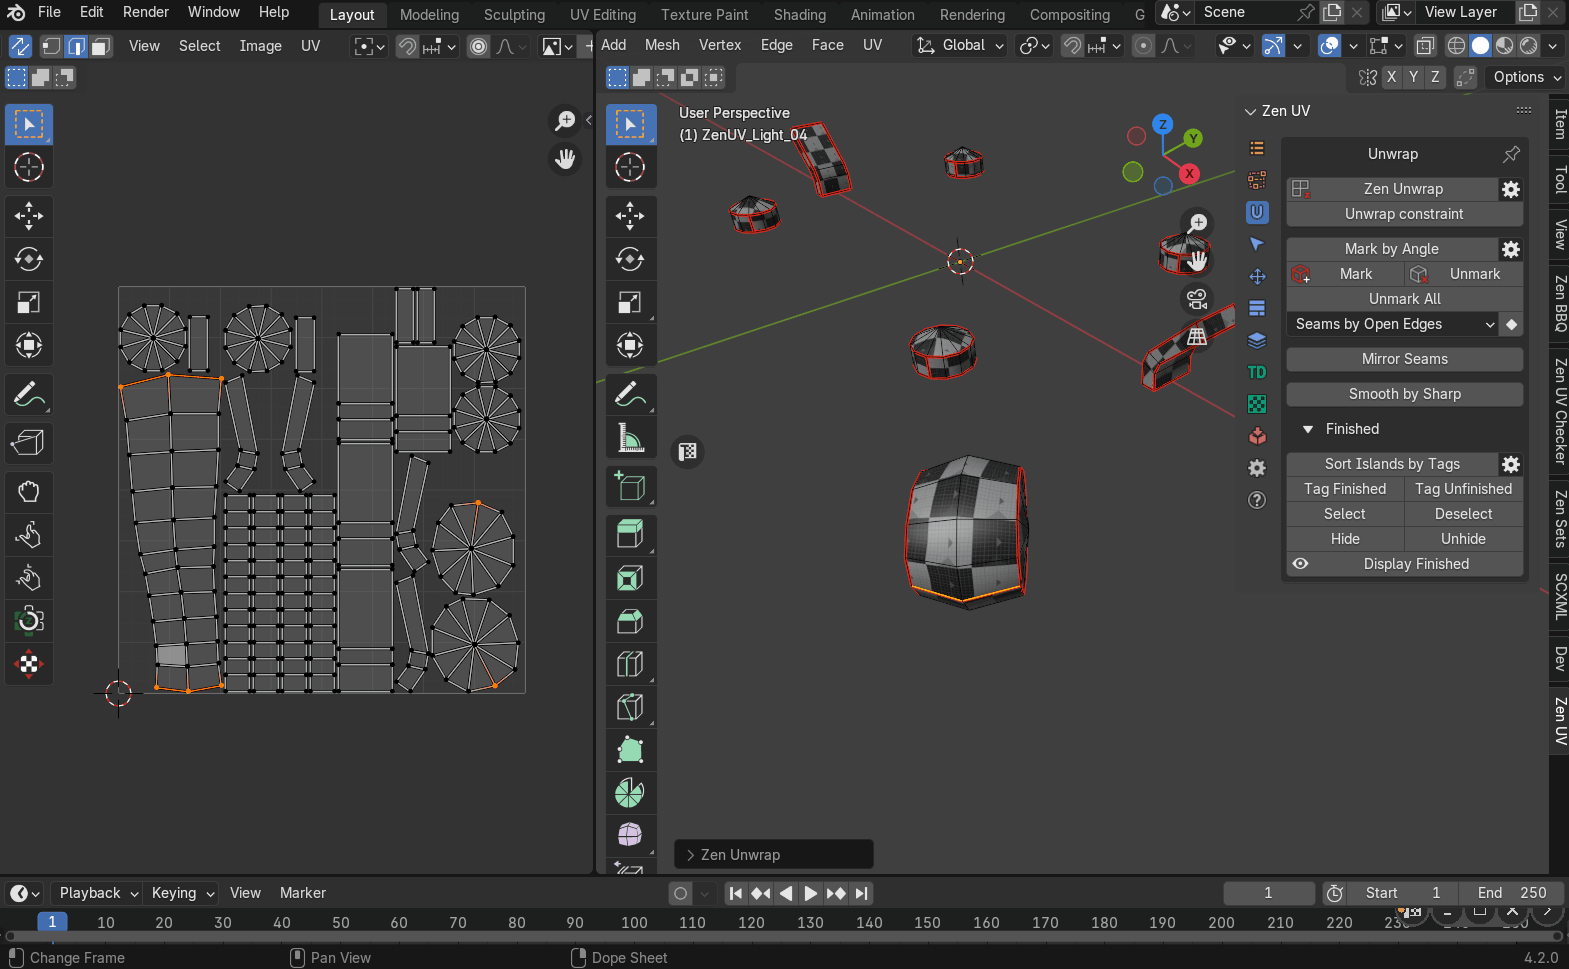 File Edit Render Window Help Layout Modeling Sculpting UV Editing Texture Paint Shading Animation Rendering Compositing G Scene View Layer
View Select Image UV Add Mesh Vertex Edge Face UV Global
X Y Z Options
User Perspective
(1) ZenUV_Light_04
Z
Y
X
Zen UV
Unwrap
Zen Unwrap
Unwrap constraint
Mark by Angle
Mark Unmark
Unmark All
Seams by Open Edges
Mirror Seams
TD
Smooth by Sharp
Finished
Sort Islands by Tags
Tag Finished Tag Unfinished
Select Deselect
Hide Unhide
Display Finished
Item
Tool
View
Zen BBQ
Zen UV Checker
Zen Sets
SCXML
Dev
Zen UV
Zen Unwrap
Playback Keying View Marker 1 Start 1 End 250
1 10 20 30 40 50 60 70 80 90 100 110 120 130 140 150 160 170 180 190 200 210 220
Change Frame Pan View Dope Sheet 4.2.0